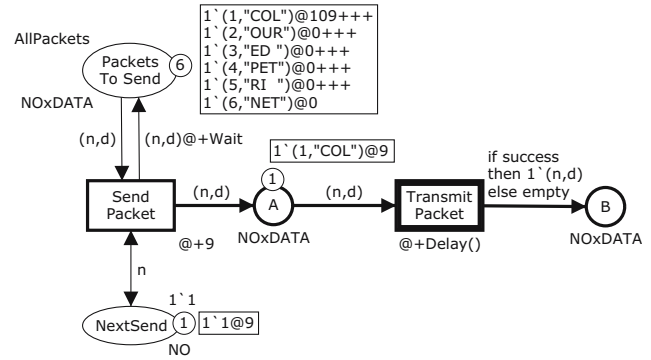 1`(1,"COL")@109+++
1`(2,"OUR")@0+++
1`(3,"ED ")@0+++
1`(4,"PET")@0+++
1`(5,"RI  ")@0+++
1`(6,"NET")@0
AllPackets
Packets
To Send
6
NOxDATA
(n,d)
(n,d)@+Wait
1`(1,"COL")@9
1
if success
then 1`(n,d)
else empty
Send
Packet
(n,d)
A
(n,d)
Transmit
Packet
B
@+9
NOxDATA
@+Delay()
NOxDATA
n
1`1
NextSend
1
1`1@9
NO